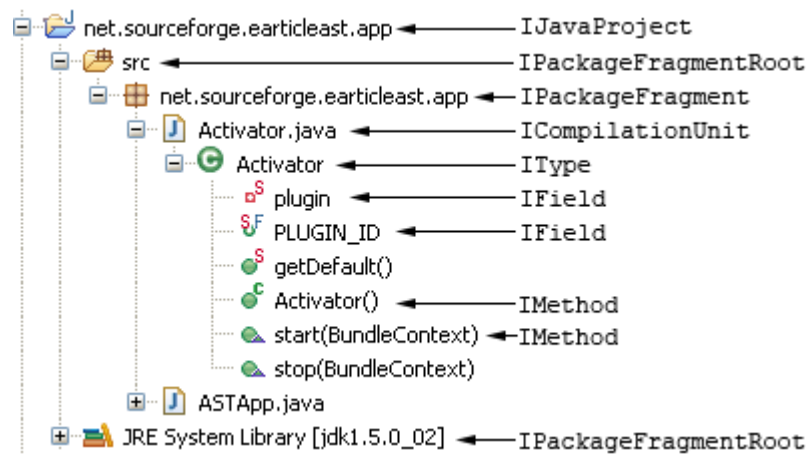 net.sourceforge.earticleast.app IJavaProject
src IPackageFragmentRoot
net.sourceforge.earticleast.app IPackageFragment
J Activator.java ICompilationUnit
C Activator IType
S plugin IField
S F PLUGIN_ID IField
S getDefault()
C Activator() IMethod
start(BundleContext) IMethod
stop(BundleContext)
J ASTApp.java
JRE System Library [jdk1.5.0_02] IPackageFragmentRoot